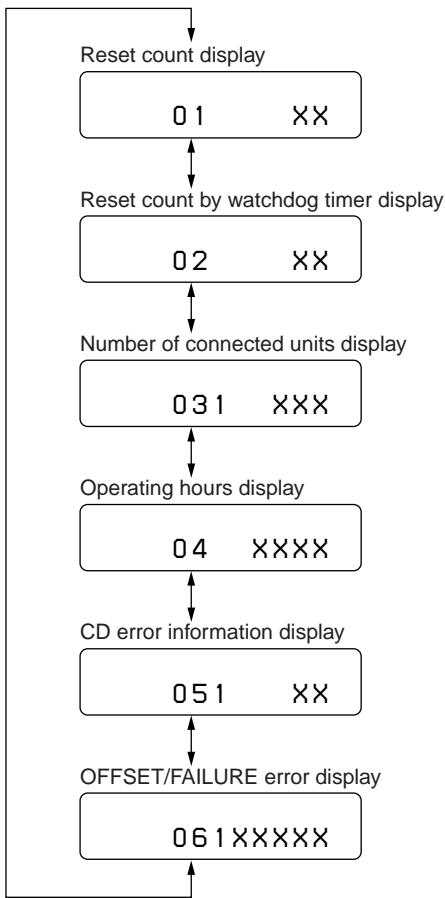 Reset count display
01 XX
Reset count by watchdog timer display
02 XX
Number of connected units display
031 XXX
Operating hours display
04 XXXX
CD error information display
051 XX
OFFSET/FAILURE error display
061XXXXX